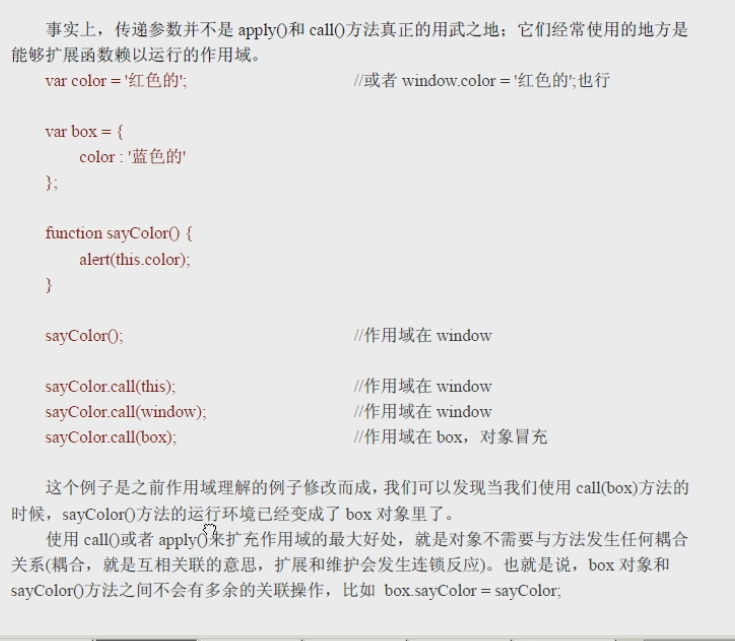 事实上，传递参数并不是 apply()和 call()方法真正的用武之地；它们经常使用的地方是
能够扩展函数赖以运行的作用域。
var color = '红色的'; //或者 window.color = '红色的';也行
var box = {
color : '蓝色的'
};
function sayColor() {
alert(this.color);
}
sayColor(); //作用域在 window
sayColor.call(this); //作用域在 window
sayColor.call(window); //作用域在 window
sayColor.call(box); //作用域在 box，对象冒充
这个例子是之前作用域理解的例子修改而成，我们可以发现当我们使用 call(box)方法的
时候，sayColor()方法的运行环境已经变成了 box 对象里了。
使用 call()或者 apply()来扩充作用域的最大好处，就是对象不需要与方法发生任何耦合
关系(耦合，就是互相关联的意思，扩展和维护会发生连锁反应)。也就是说，box 对象和
sayColor()方法之间不会有多余的关联操作，比如 box.sayColor = sayColor;